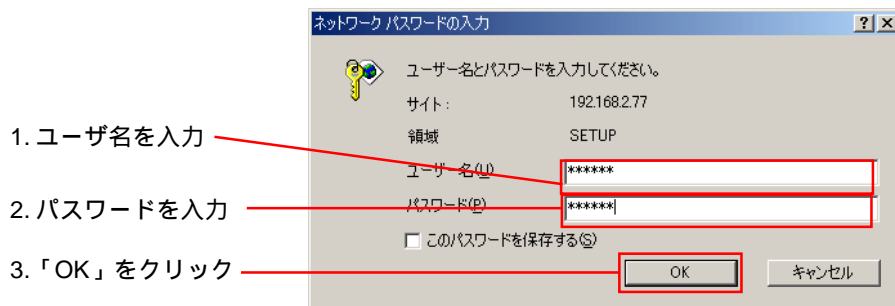 ネットワーク パスワードの入力
ユーザー名とパスワードを入力してください。
サイト: 192.168.2.77
領域 SETUP
1. ユーザ名を入力
ユーザー名(U) ******
2. パスワードを入力
パスワード(P) ******
このパスワードを保存する(S)
3.「OK」をクリック
OK キャンセル